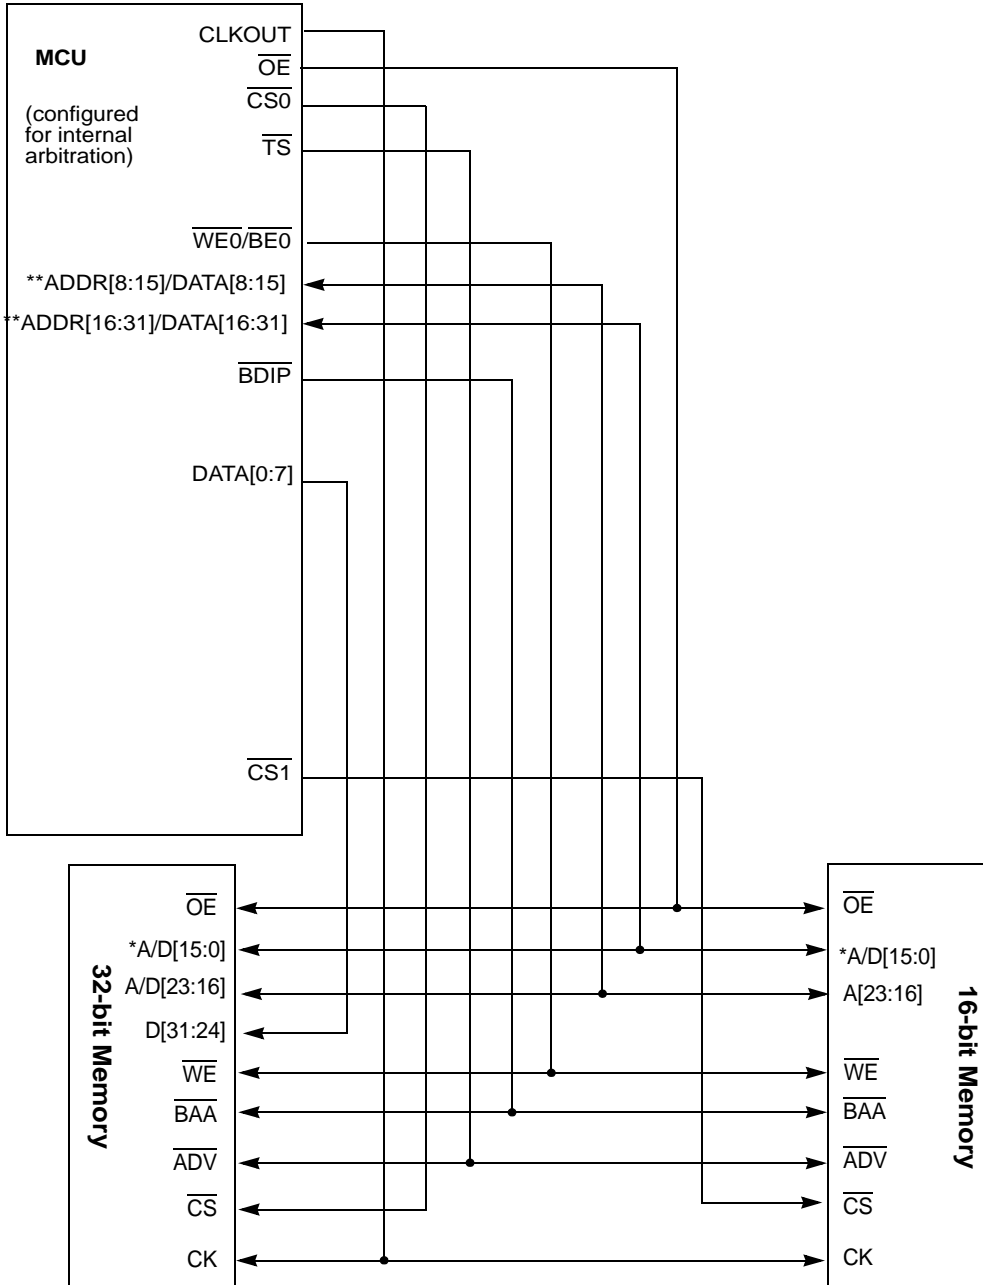 MCU
(configured
for internal
arbitration)
CLKOUT
OE
CS0
TS
WE0/BE0
**ADDR[8:15]/DATA[8:15]
**ADDR[16:31]/DATA[16:31]
BDIP
DATA[0:7]
CS1
32-bit Memory
OE
*A/D[15:0]
A/D[23:16]
D[31:24]
WE
BAA
ADV
CS
CK
OE
*A/D[15:0]
A[23:16]
WE
BAA
ADV
CS
CK
16-bit Memory